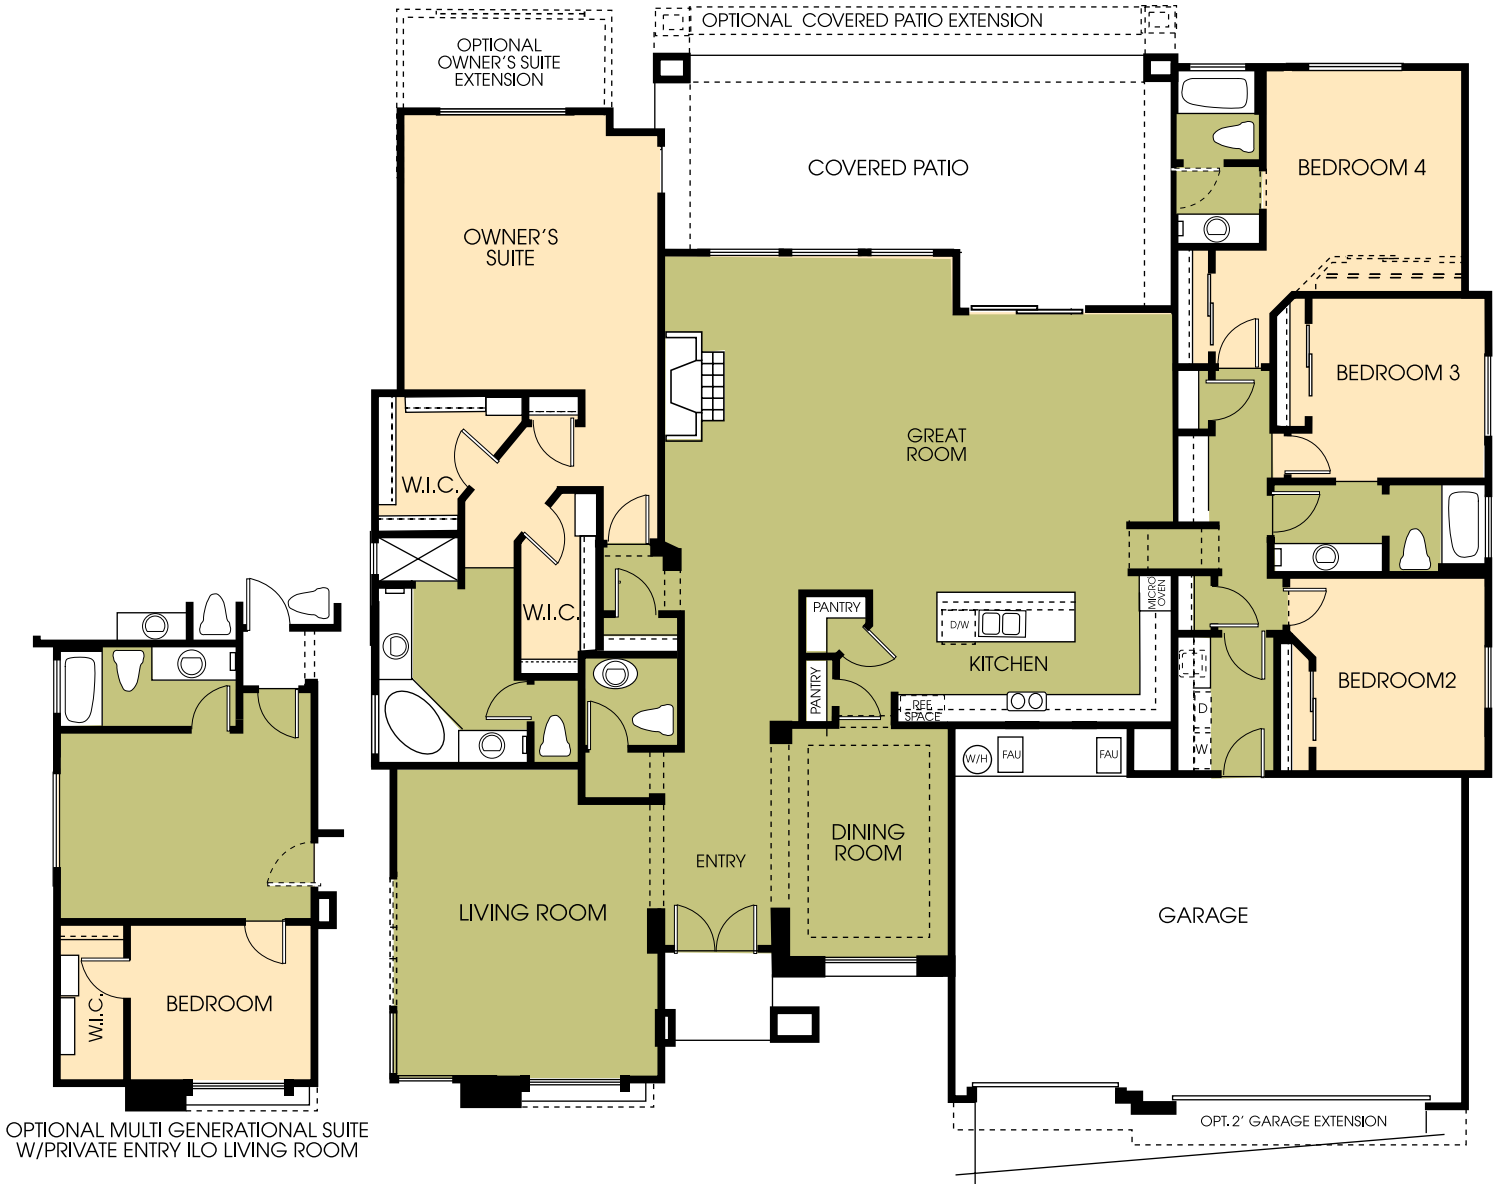 OPTIONAL COVERED PATIO EXTENSION
OPTIONAL
OWNER'S SUITE
EXTENSION
COVERED PATIO
BEDROOM 4
OWNER'S
SUITE
BEDROOM 3
GREAT
ROOM
W.I.C.
W.I.C.
PANTRY
MICRO
OVEN
D/W
KITCHEN
PANTRY
REF
SPACE
BEDROOM2
D
W
W/H
FAU
FAU
DINING
ROOM
ENTRY
LIVING ROOM
GARAGE
BEDROOM
W.I.C.
OPT. 2' GARAGE EXTENSION
OPTIONAL MULTI GENERATIONAL SUITE
W/PRIVATE ENTRY ILO LIVING ROOM